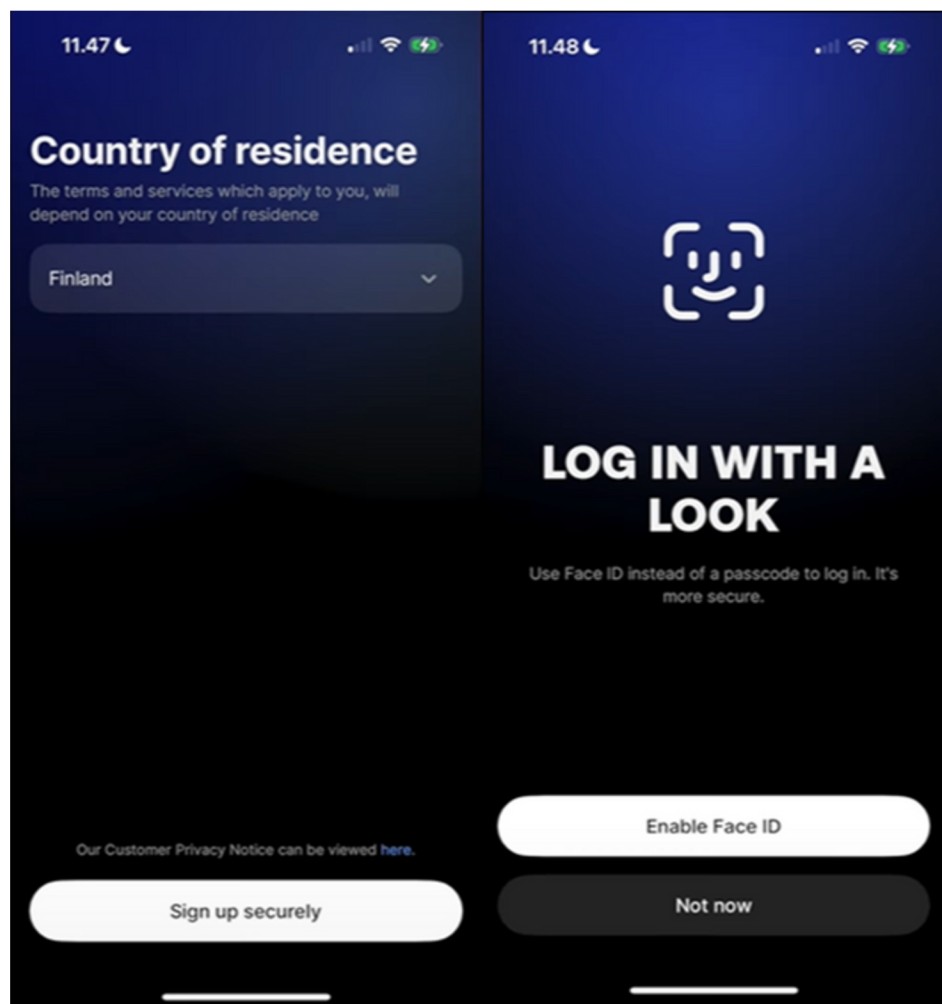 11.47
Country of residence
The terms and services which apply to you, will
depend on your country of residence
Finland
Our Customer Privacy Notice can be viewed here.
Sign up securely
11.48
LOG IN WITH A
LOOK
Use Face ID instead of a passcode to log in. It's
more secure.
Enable Face ID
Not now